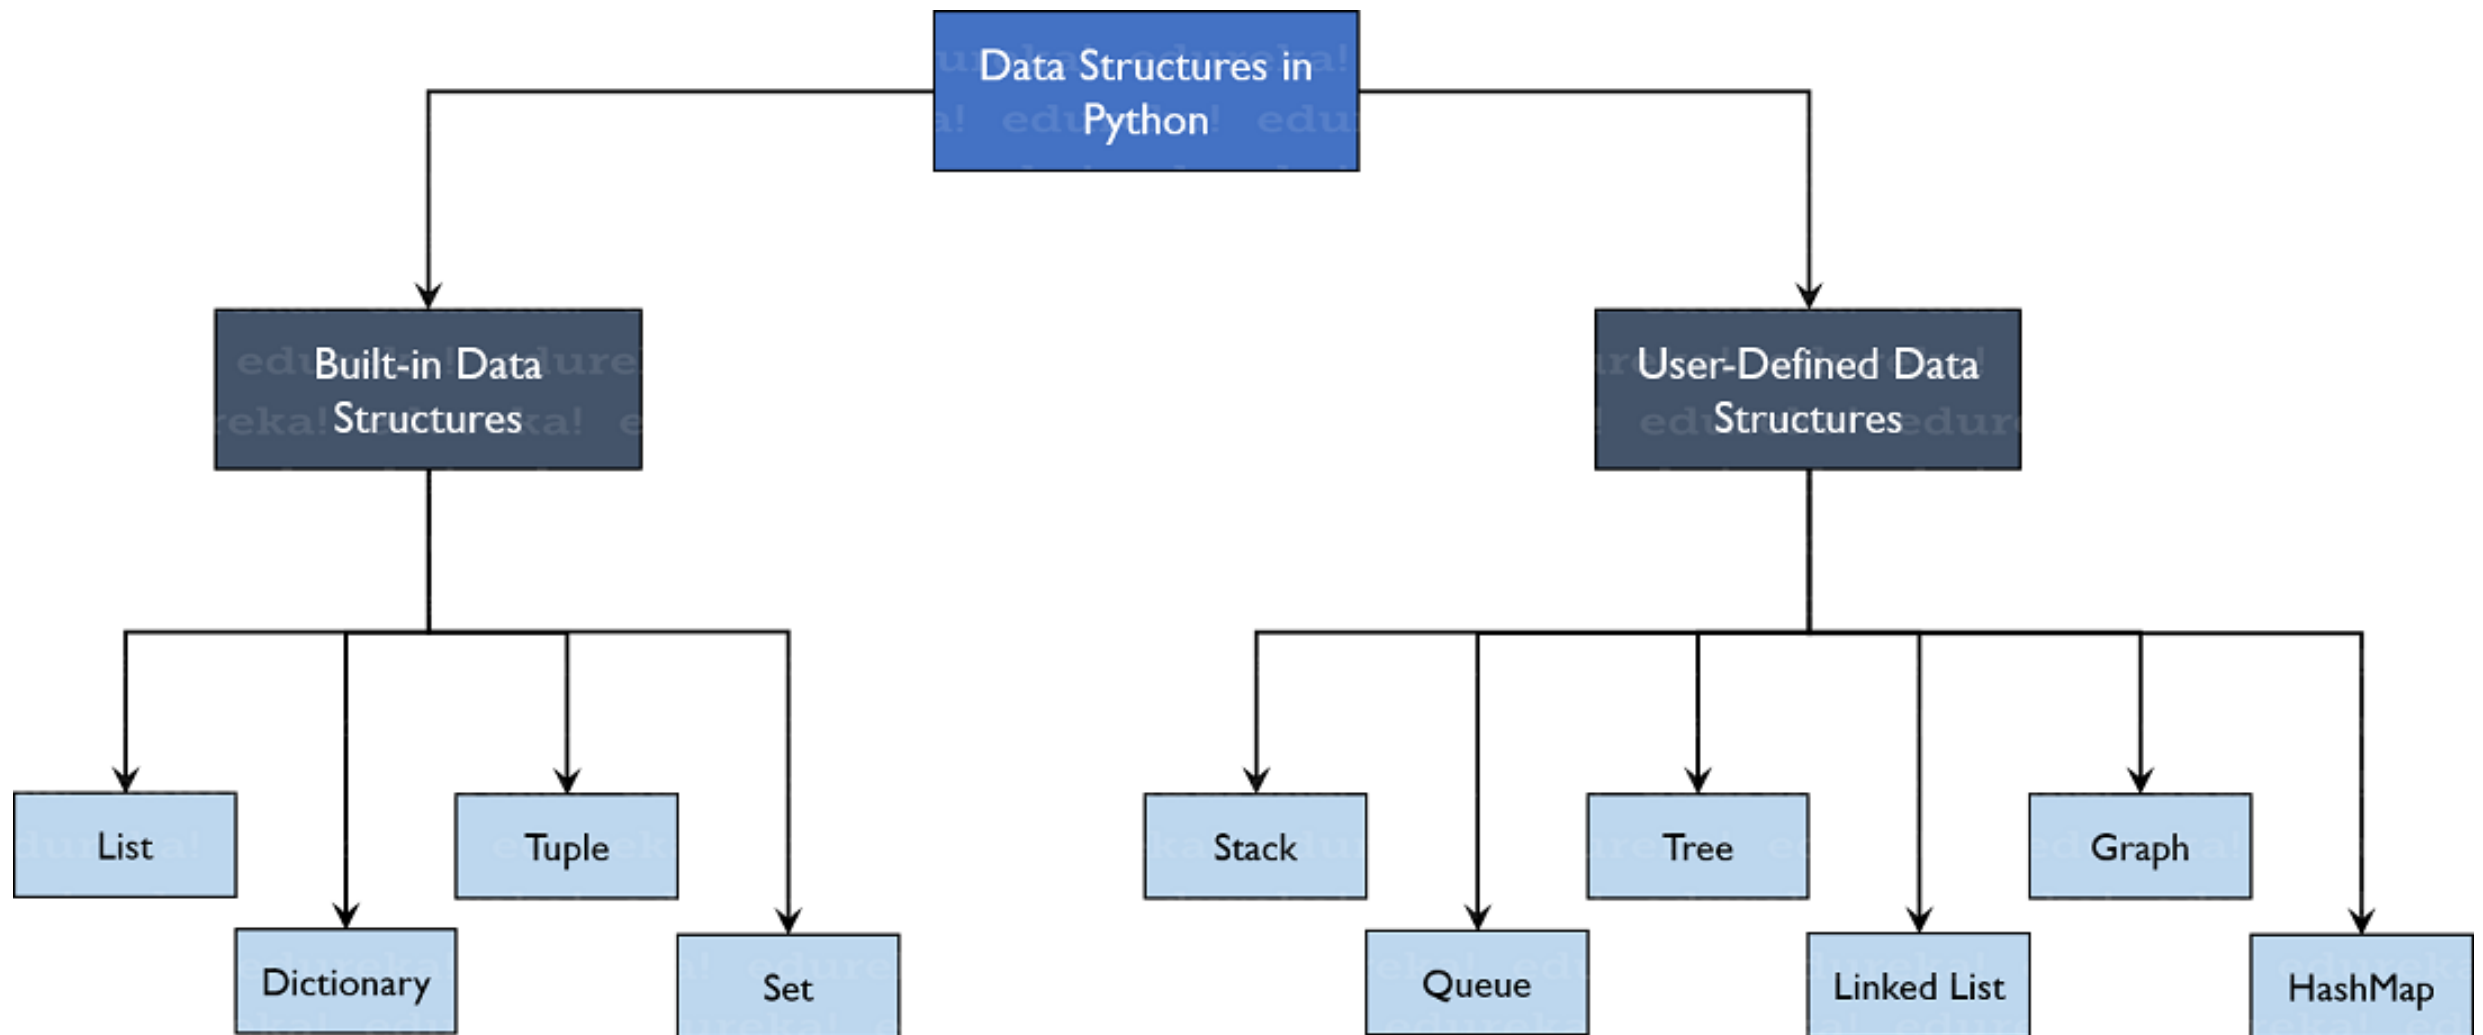 Data Structures in
Python
Built-in Data
Structures
User-Defined Data
Structures
List
Tuple
Stack
Tree
Graph
Dictionary
Set
Queue
Linked List
HashMap